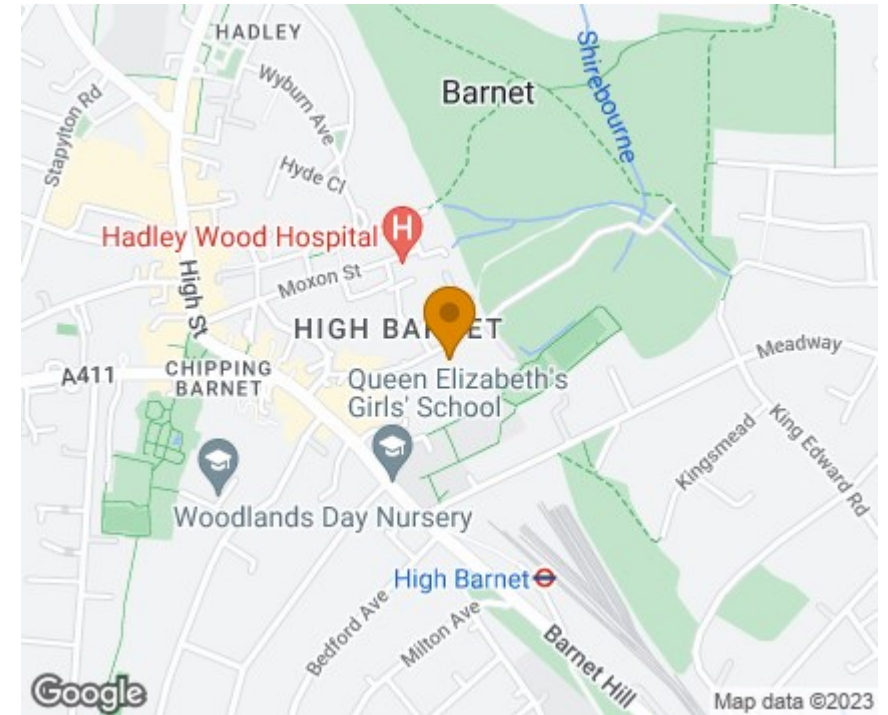 HADLEY
Wyburn Ave
Stapylton Rd
Barnet
Shirebourne
Hyde Cl
Hadley Wood Hospital
H
Moxon St
High St
HIGH BA ET
Meadway
A411
CHIPPING
BARNET
Queen Elizabeth's
Girls' School
Kingsmead
King Edward Rd
Woodlands Day Nursery
High Barnet
Bedford Ave
Milton Ave
Barnet Hill
Google
Map data ©2023